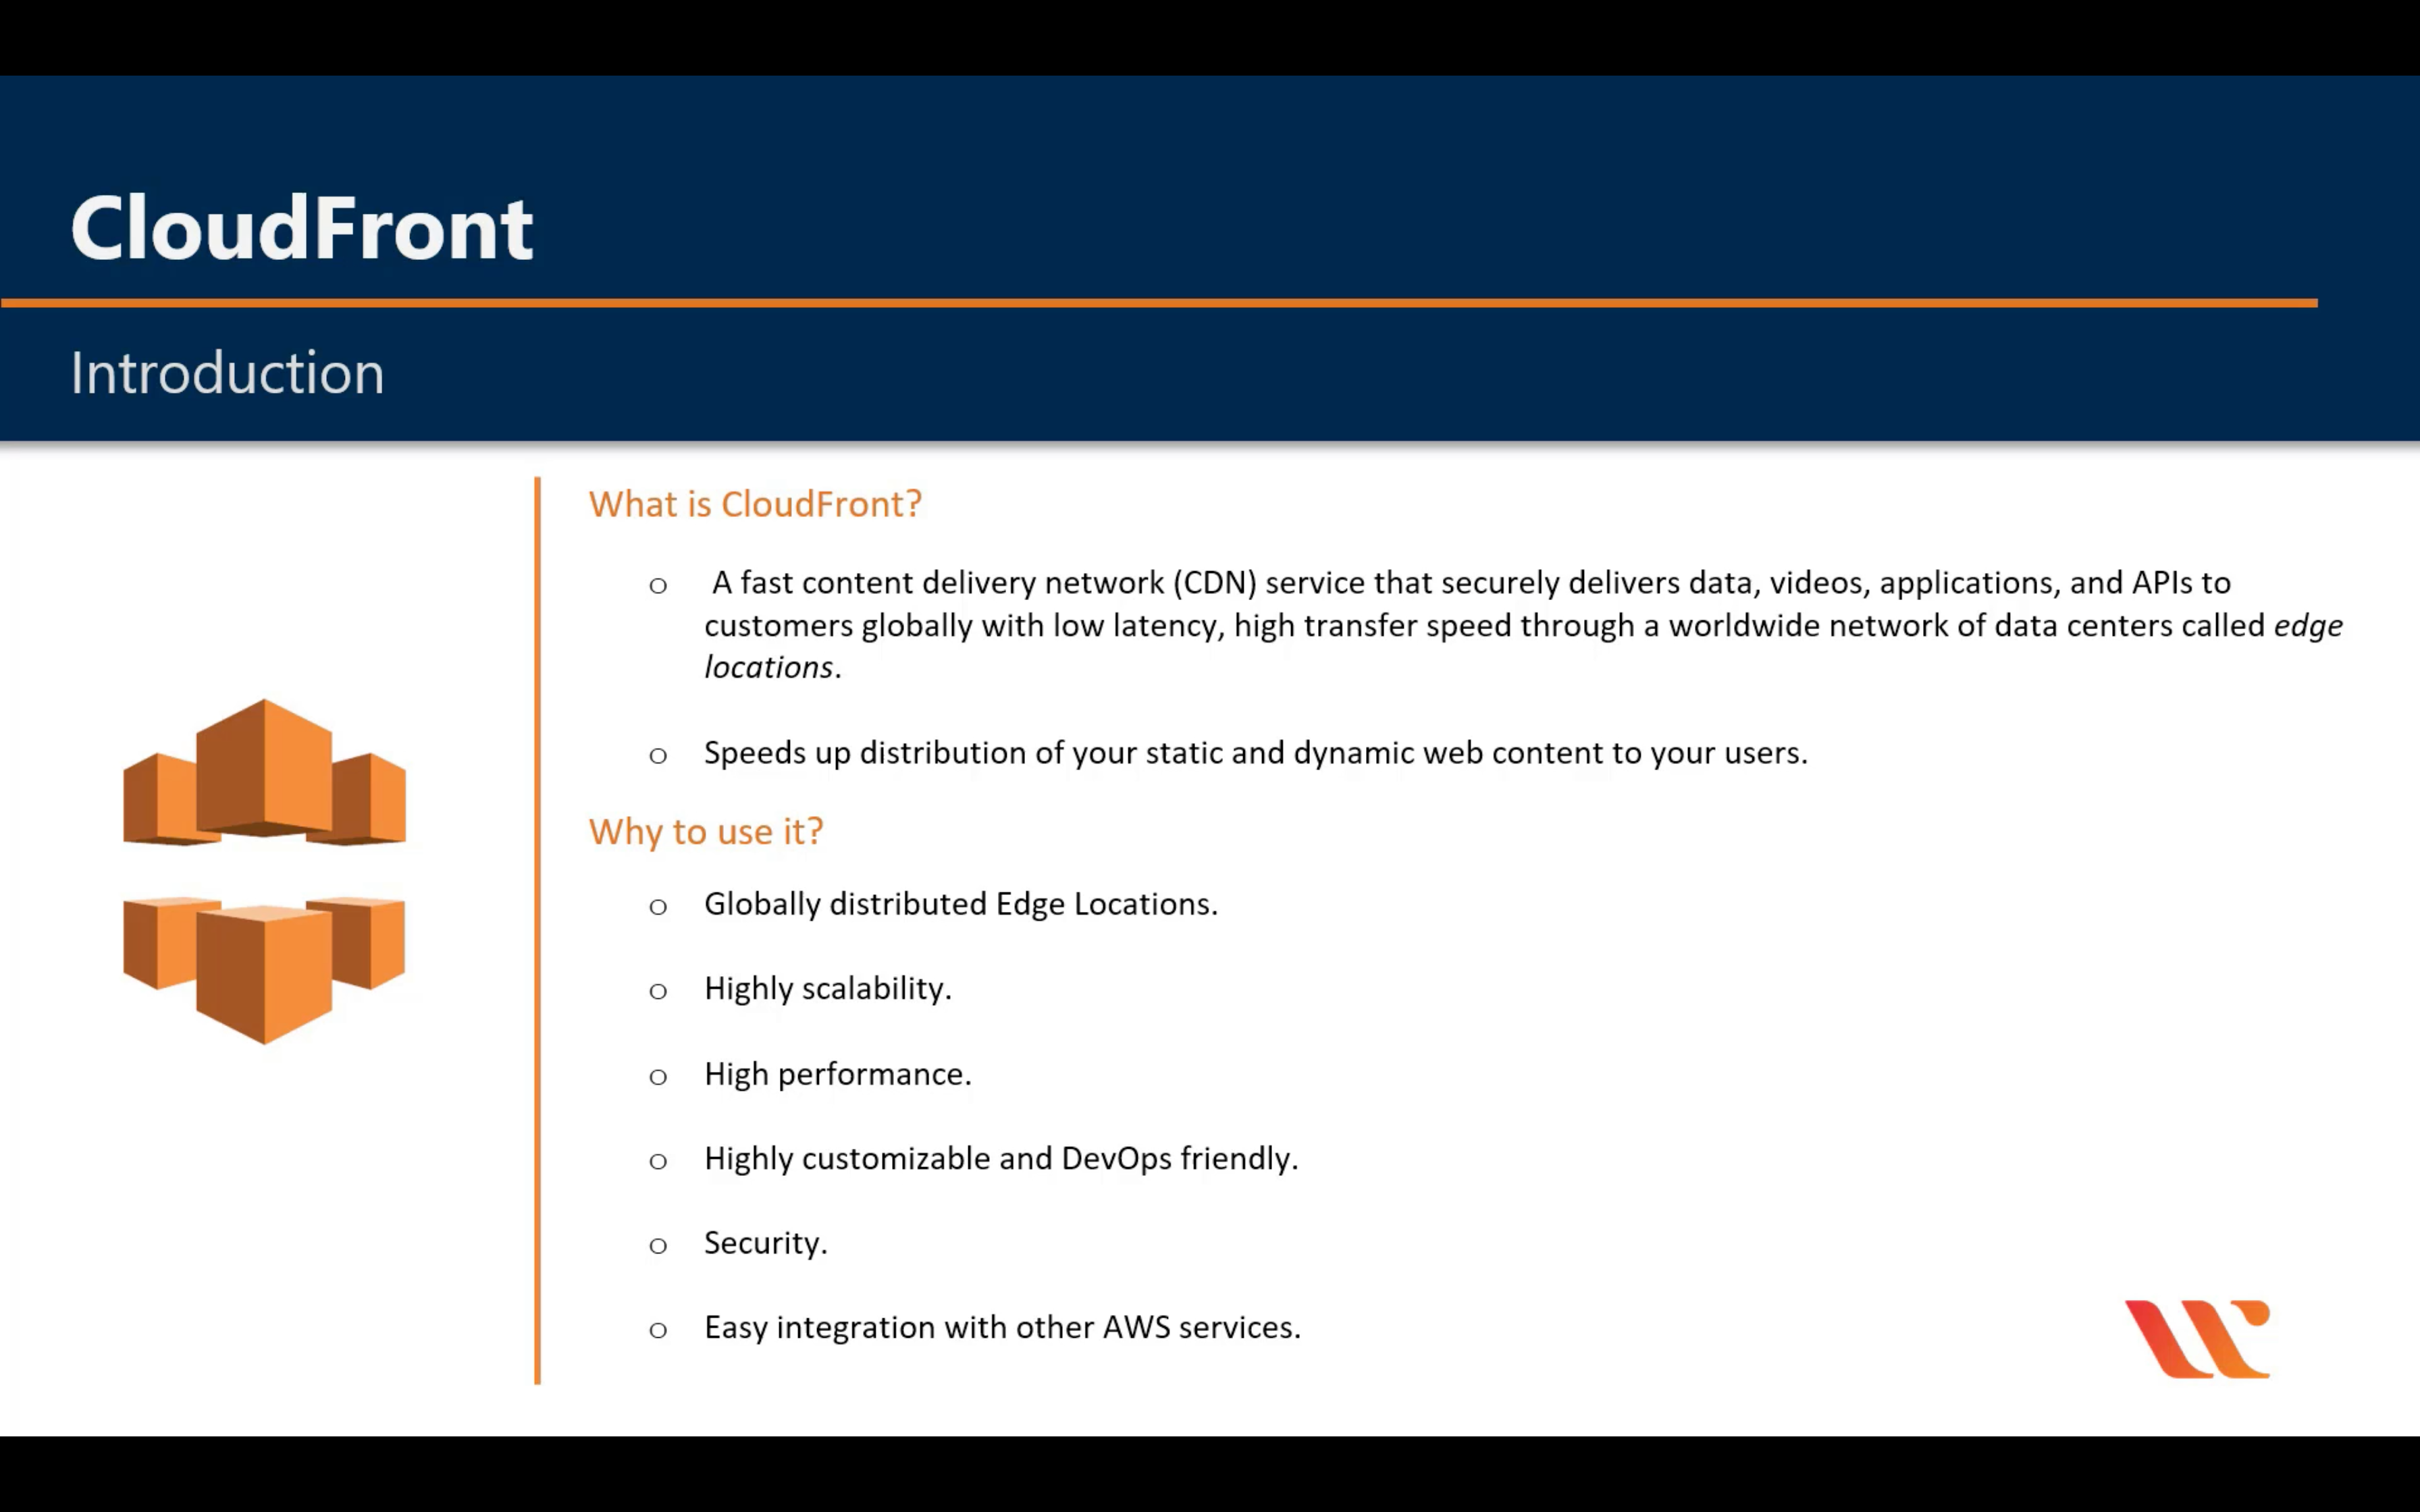 CloudFront
Introduction
What is CloudFront?
o A fast content delivery network (CDN) service that securely delivers data, videos, applications, and APIs to
customers globally with low latency, high transfer speed through a worldwide network of data centers called edge
locations.
o Speeds up distribution of your static and dynamic web content to your users.
Why to use it?
o Globally distributed Edge Locations.
o Highly scalability.
o High performance.
o Highly customizable and DevOps friendly.
o Security.
o Easy integration with other AWS services.